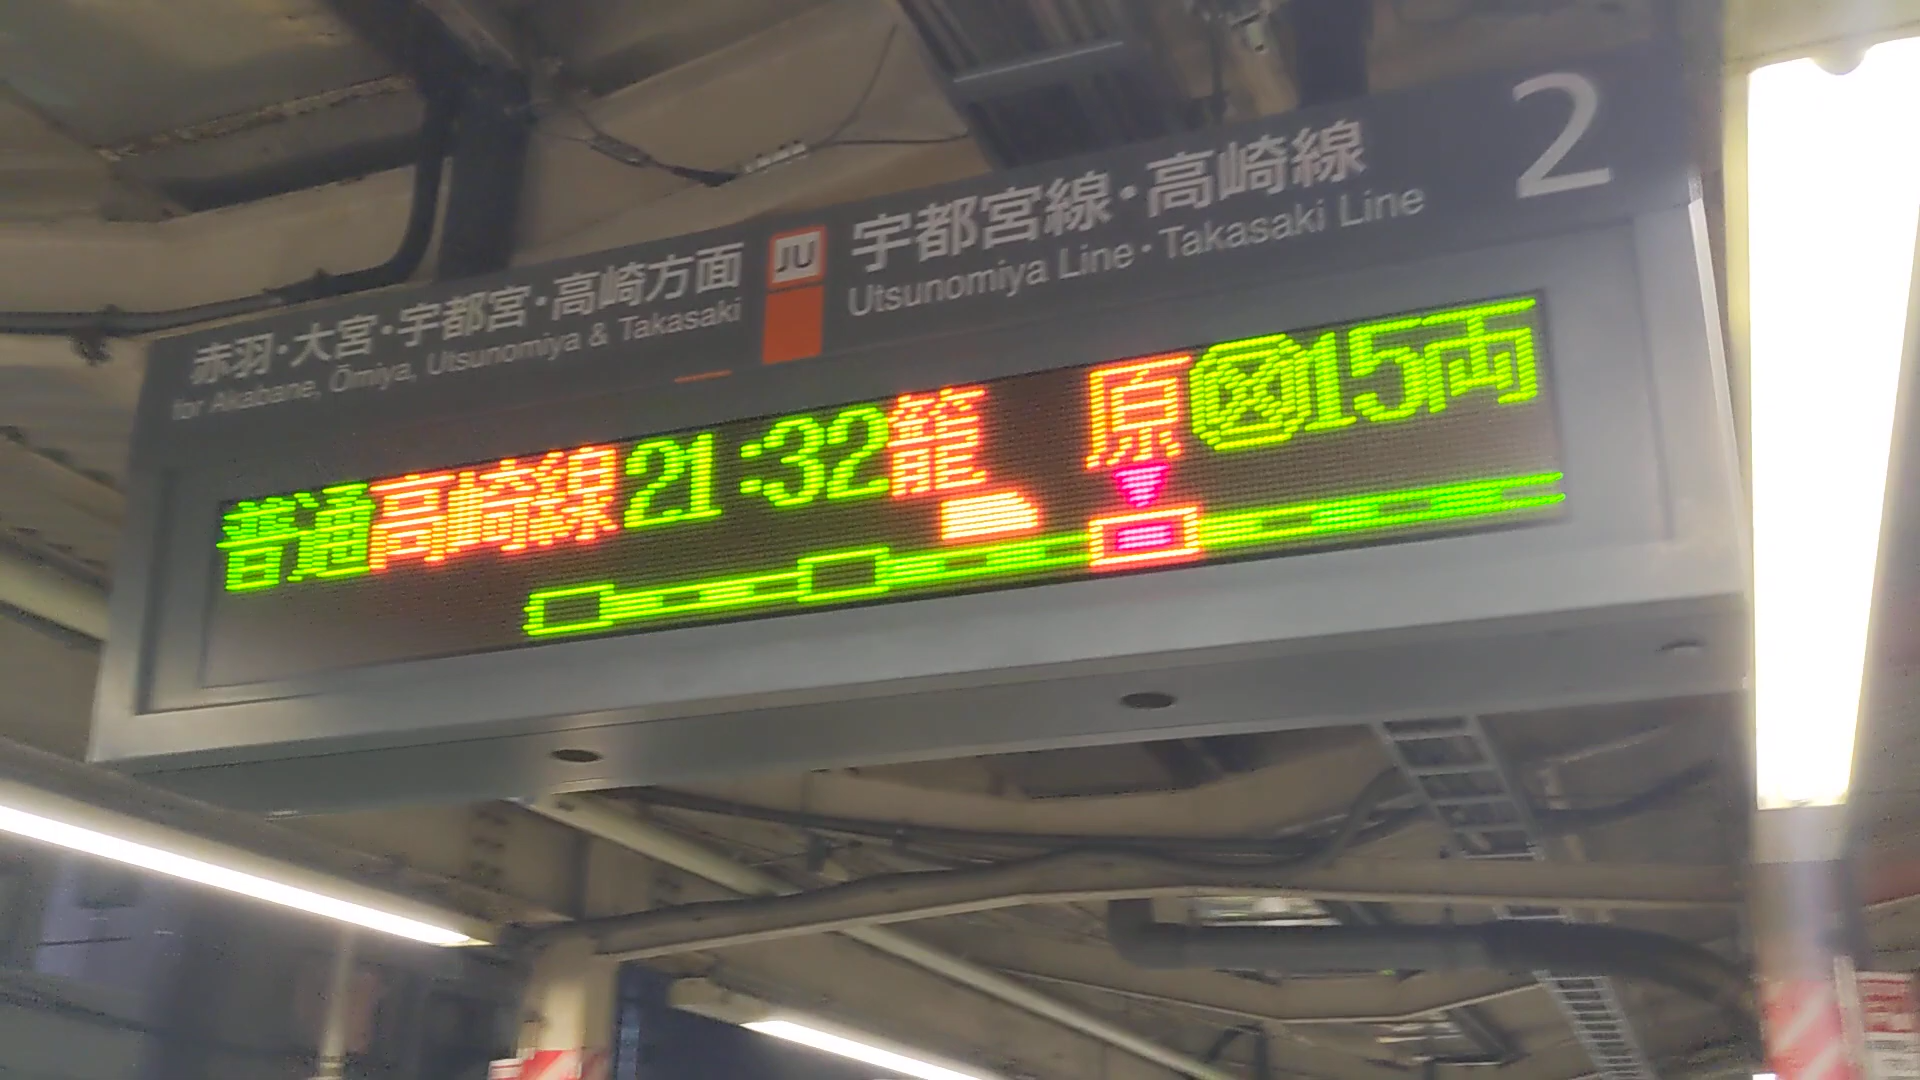 赤羽・大宮・宇都宮・高崎方面
for Akabane, Ōmiya, Utsunomiya & Takasaki
JU
宇都宮線・高崎線
Utsunomiya Line・Takasaki Line
2
普通高崎線21:32籠原15両